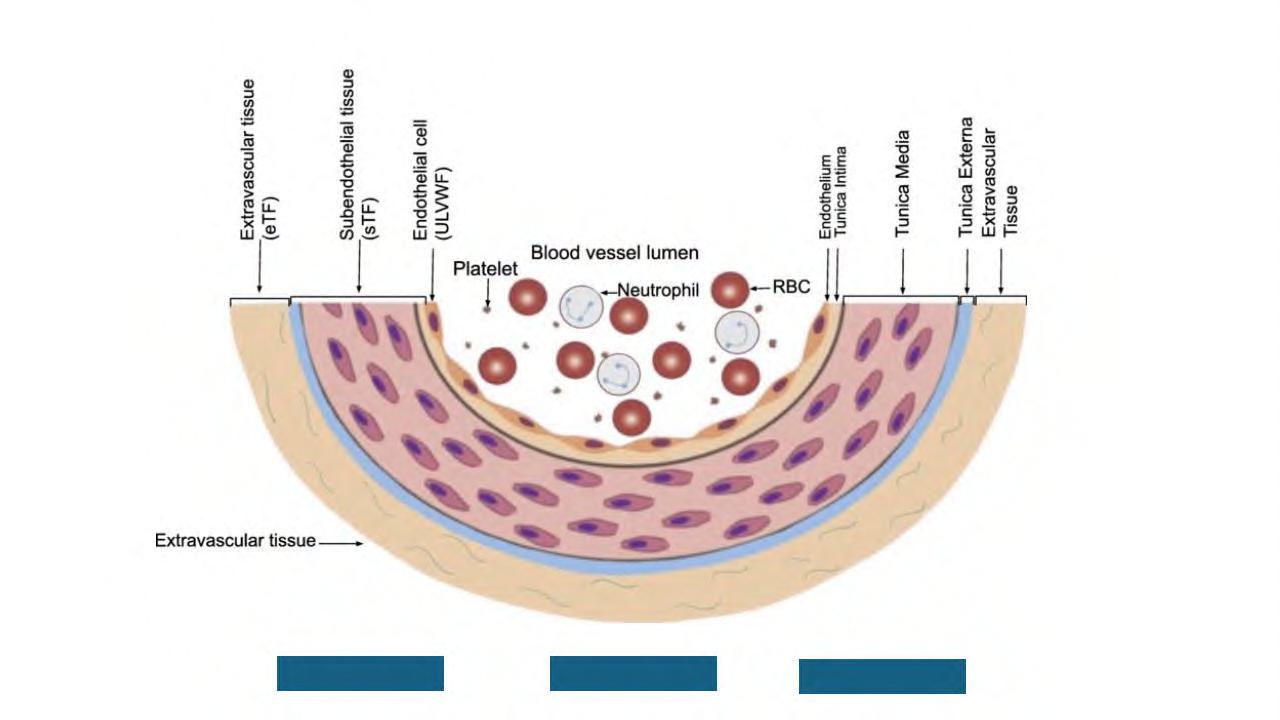 Extravascular tissue
(eTF)
Subendothelial tissue
(sTF)
Endothelial cell
(ULVWF)
Blood vessel lumen
Platelet
Neutrophil
RBC
Endothelium
Tunica Intima
Tunica Media
Tunica Externa
Extravascular
Tissue
Extravascular tissue